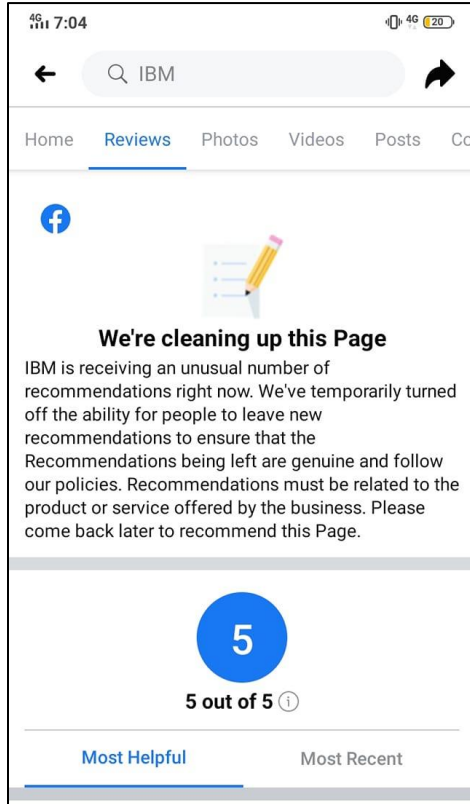 4G 7:04 4G 20
IBM
Home Reviews Photos Videos Posts Co
We're cleaning up this Page
IBM is receiving an unusual number of
recommendations right now. We've temporarily turned
off the ability for people to leave new
recommendations to ensure that the
Recommendations being left are genuine and follow
our policies. Recommendations must be related to the
product or service offered by the business. Please
come back later to recommend this Page.
5
5 out of 5
Most Helpful Most Recent